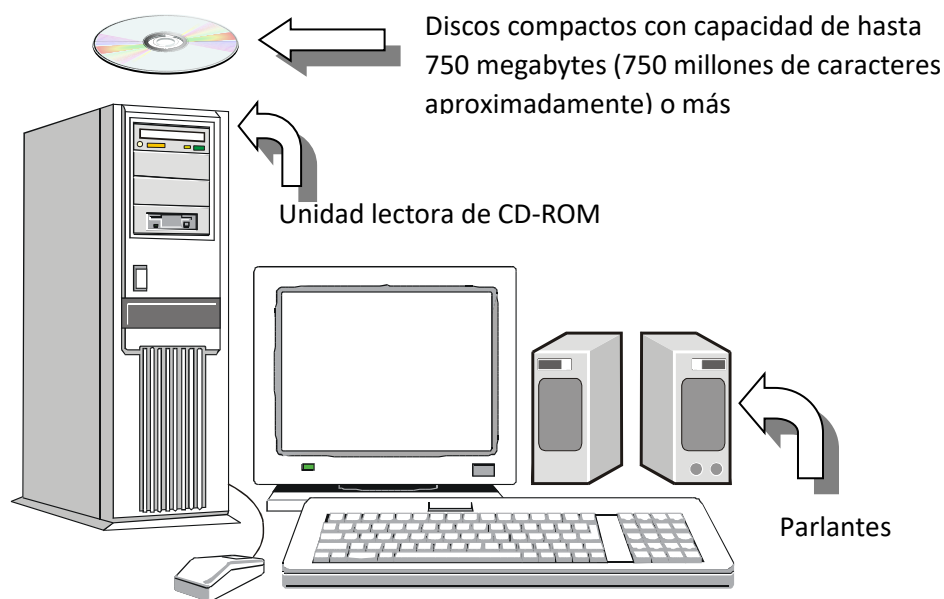 Discos compactos con capacidad de hasta
750 megabytes (750 millones de caracteres
aproximadamente) o más
Unidad lectora de CD-ROM
Parlantes